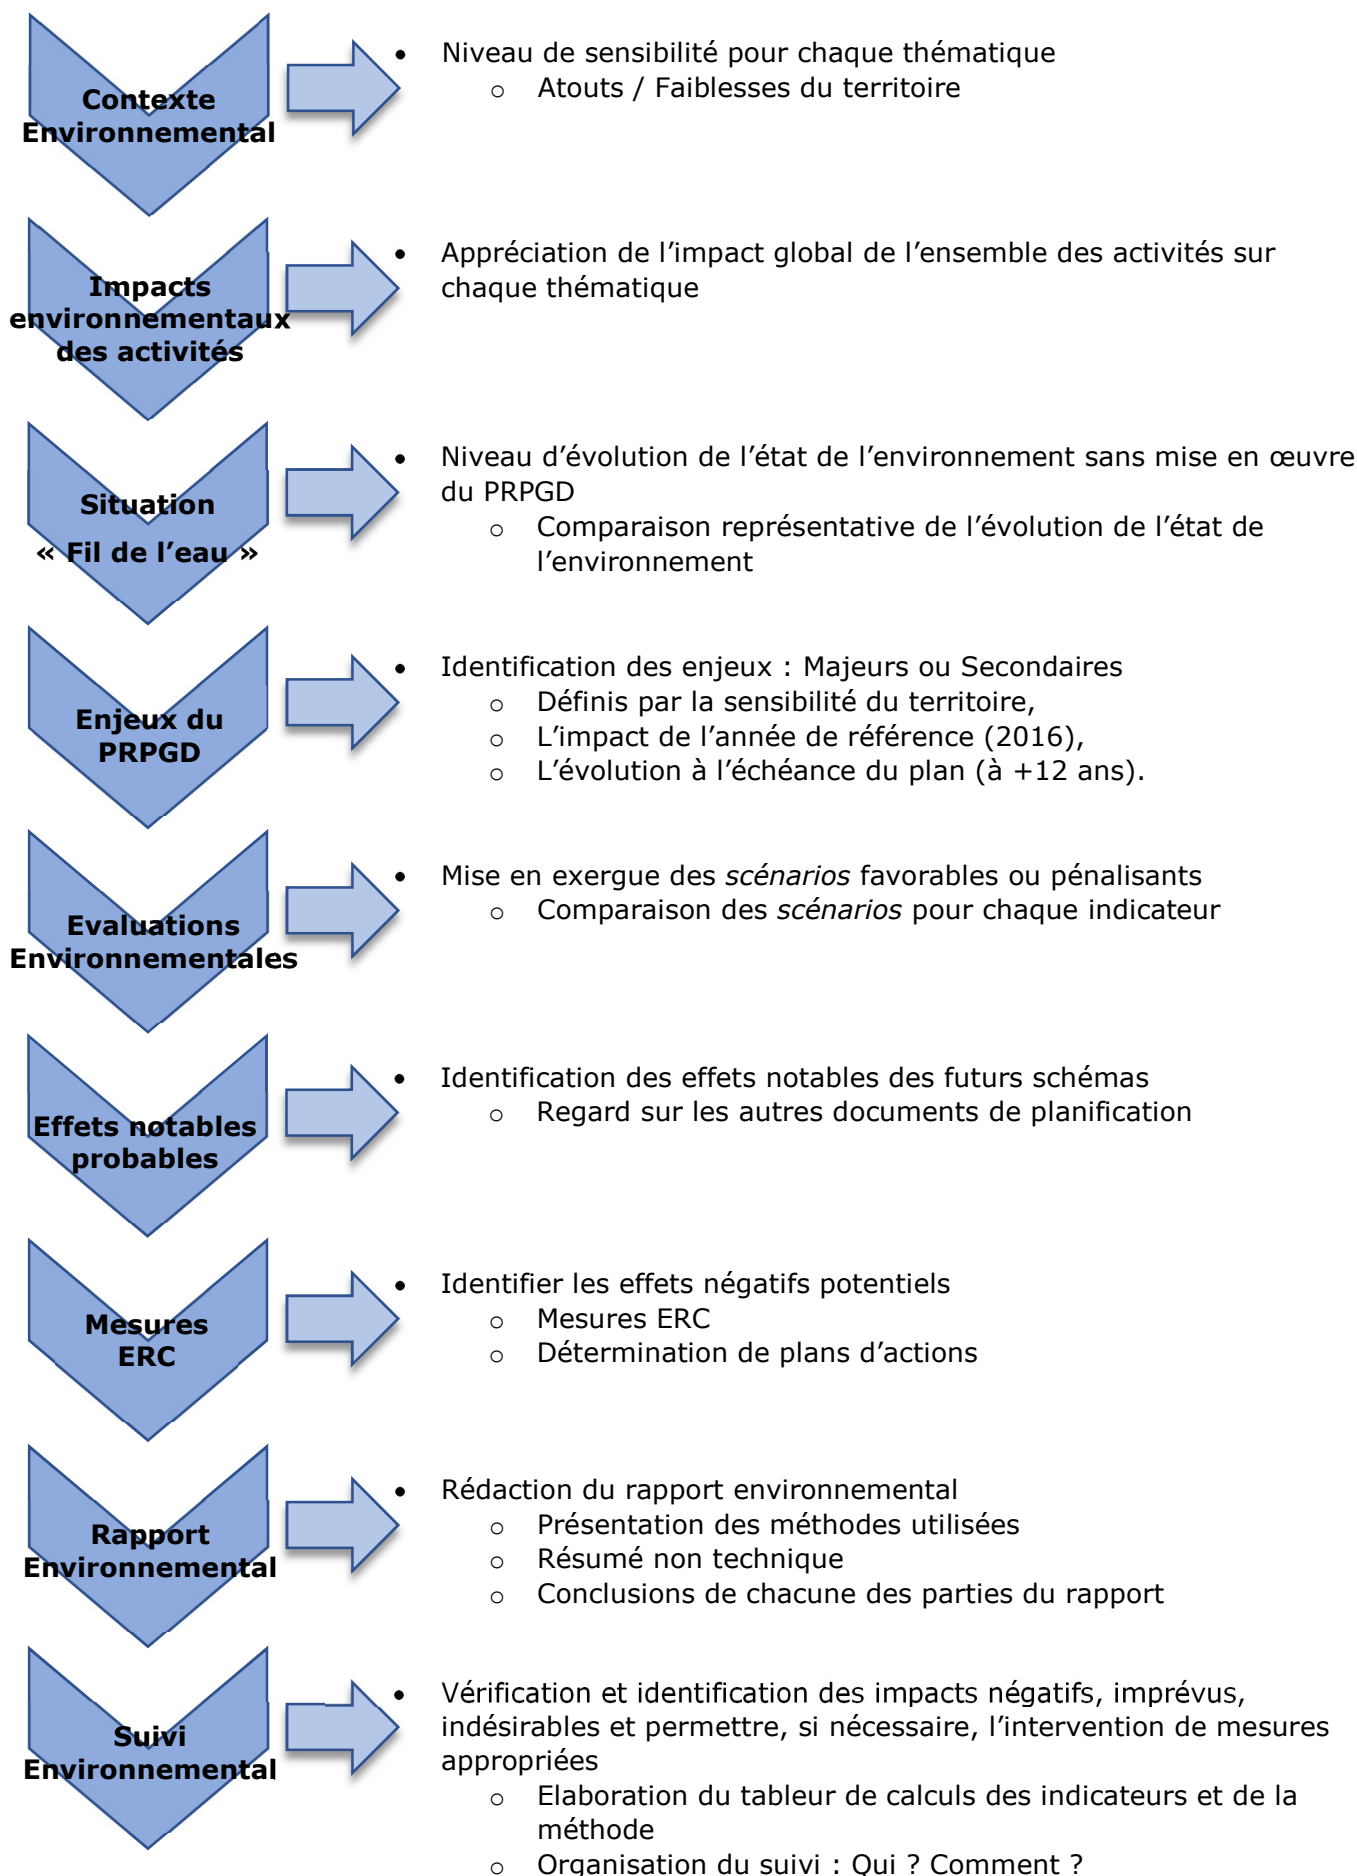 Contexte
Environnemental
• Niveau de sensibilité pour chaque thématique
o Atouts / Faiblesses du territoire
Impacts
environnementaux
des activités
• Appréciation de l’impact global de l’ensemble des activités sur
chaque thématique
Situation
« Fil de l’eau »
• Niveau d’évolution de l’état de l’environnement sans mise en œuvre
du PRPGD
o Comparaison représentative de l’évolution de l’état de
l’environnement
Enjeux du
PRPGD
• Identification des enjeux : Majeurs ou Secondaires
o Définis par la sensibilité du territoire,
o L’impact de l’année de référence (2016),
o L’évolution à l’échéance du plan (à +12 ans).
Evaluations
Environnementales
• Mise en exergue des scénarios favorables ou pénalisants
o Comparaison des scénarios pour chaque indicateur
Effets notables
probables
• Identification des effets notables des futurs schémas
o Regard sur les autres documents de planification
Mesures
ERC
• Identifier les effets négatifs potentiels
o Mesures ERC
o Détermination de plans d’actions
Rapport
Environnemental
• Rédaction du rapport environnemental
o Présentation des méthodes utilisées
o Résumé non technique
o Conclusions de chacune des parties du rapport
Suivi
Environnemental
• Vérification et identification des impacts négatifs, imprévus,
indésirables et permettre, si nécessaire, l’intervention de mesures
appropriées
o Elaboration du tableur de calculs des indicateurs et de la
méthode
o Organisation du suivi : Qui ? Comment ?